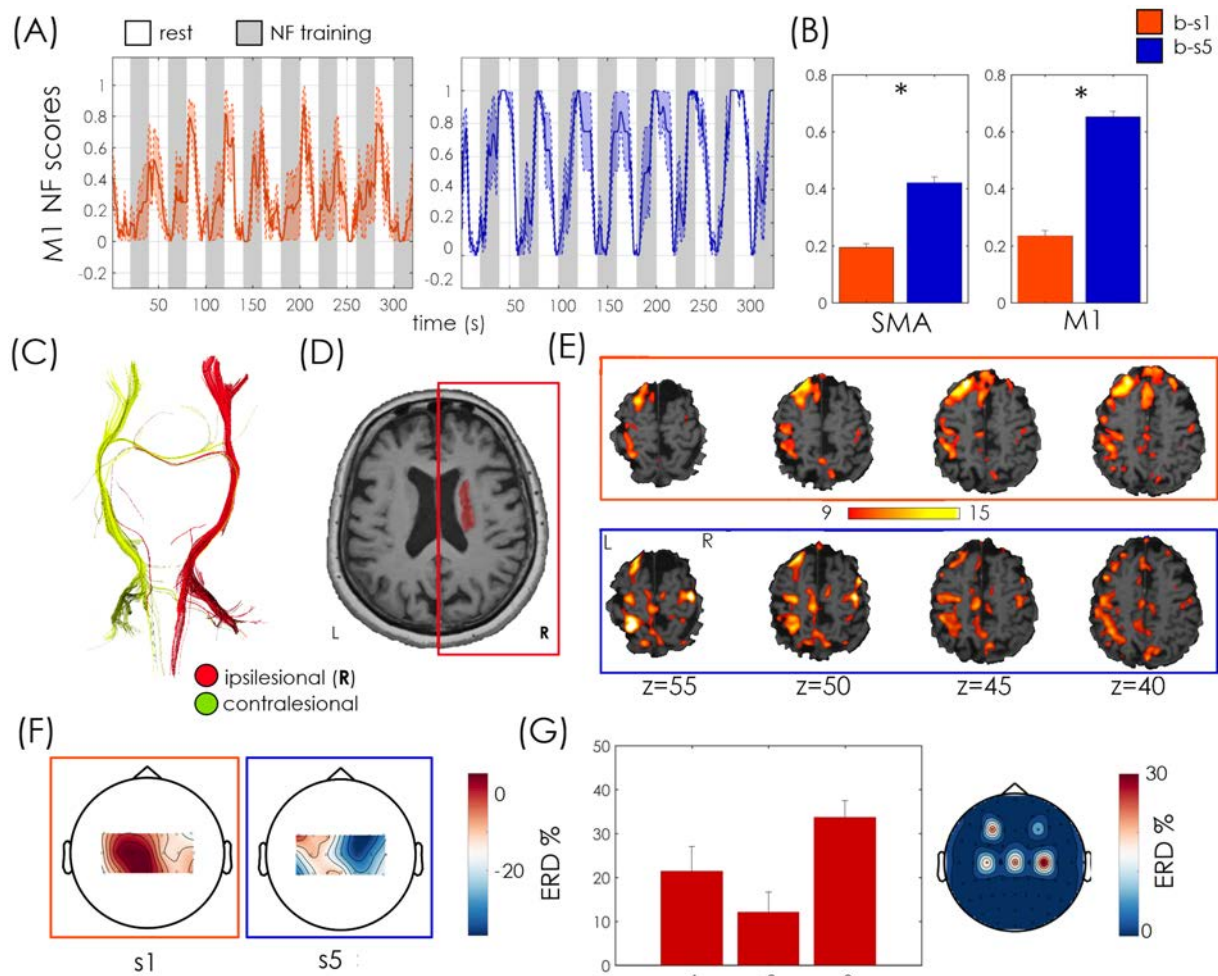 (A)
rest
NF training
M1 NF scores
1
0.8
0.6
0.4
0.2
0
-0.2
50 100 150 200 250 300
1
0.8
0.6
0.4
0.2
0
-0.2
50 100 150 200 250 300
time (s)
(B)
b-s1
b-s5
0.8
0.6
0.4
0.2
0
*
SMA
0.8
0.6
0.4
0.2
0
*
M1
(C)
ipsilesional (R)
contralesional
(D)
L
R
(E)
9 15
L R
z=55 z=50 z=45 z=40
(F)
s1
s5
0
-20
ERD %
(G)
50
40
30
20
10
0
30
0
ERD %